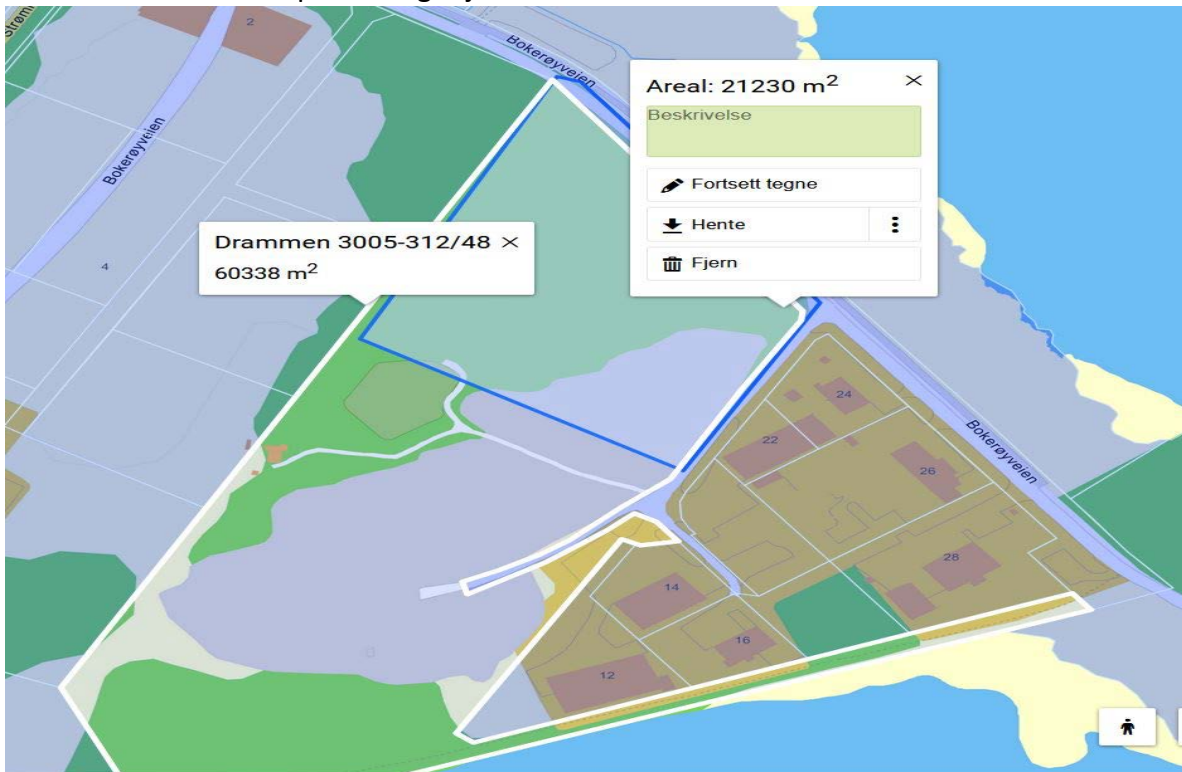 2
Bokerøyveien
Bokerøyveien
Areal: 21230 m²
Beskrivelse
Fortsett tegne
Hente
Fjern
Drammen 3005-312/48
60338 m²
4
24
22
Bokerøyveien
26
28
14
16
12